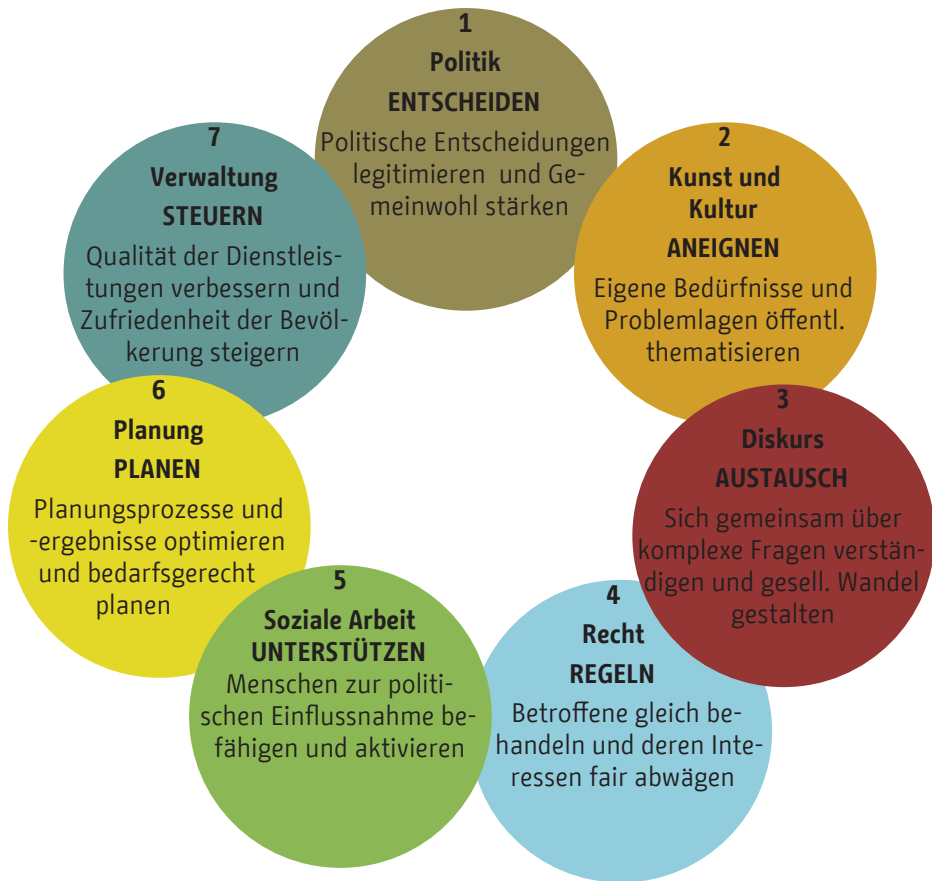 1
Politik
ENTSCHEIDEN
Politische Entscheidungen
legitimieren  und Ge-
meinwohl stärken
2
Kunst und
Kultur
ANEIGNEN
Eigene Bedürfnisse und
Problemlagen öffentl.
thematisieren
3
Diskurs
AUSTAUSCH
Sich gemeinsam über
komplexe Fragen verstän-
digen und gesell. Wandel
gestalten
4
Recht
REGELN
Betroffene gleich be-
handeln und deren Inte-
ressen fair abwägen
5
Soziale Arbeit
UNTERSTÜTZEN
Menschen zur politi-
schen Einflussnahme be-
fähigen und aktivieren
6
Planung
PLANEN
Planungsprozesse und
-ergebnisse optimieren
und bedarfsgerecht
planen
7
Verwaltung
STEUERN
Qualität der Dienstleis-
tungen verbessern und
Zufriedenheit der Bevöl-
kerung steigern